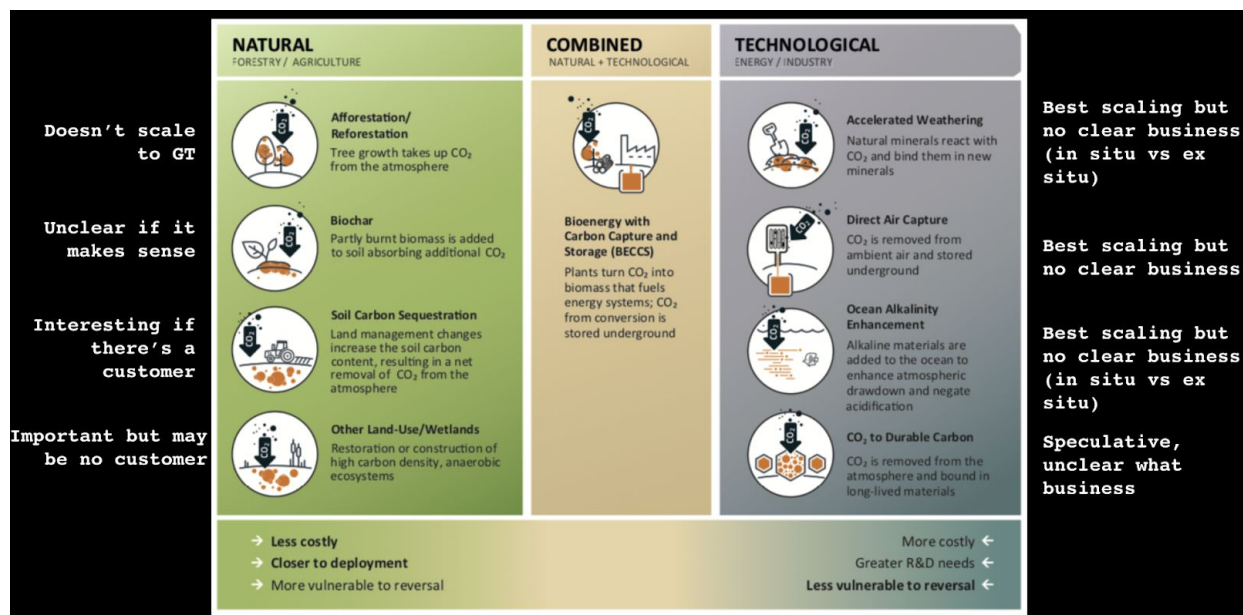 NATURAL
FORESTRY / AGRICULTURE
COMBINED
NATURAL + TECHNOLOGICAL
TECHNOLOGICAL
ENERGY / INDUSTRY
Doesn't scale
to GT
CO₂
Afforestation/
Reforestation
Tree growth takes up CO₂
from the atmosphere
Unclear if it
makes sense
CO₂
Biochar
Partly burnt biomass is added
to soil absorbing additional CO₂
Interesting if
there's a
customer
CO₂
Soil Carbon Sequestration
Land management changes
increase the soil carbon
content, resulting in a net
removal of CO₂ from the
atmosphere
Important but may
be no customer
CO₂
Other Land-Use/Wetlands
Restoration or construction of
high carbon density, anaerobic
ecosystems
CO₂
Bioenergy with
Carbon Capture and
Storage (BECCS)
Plants turn CO₂ into
biomass that fuels
energy systems; CO₂
from conversion is
stored underground
CO₂
Accelerated Weathering
Natural minerals react with
CO₂ and bind them in new
minerals
Best scaling but
no clear business
(in situ vs ex
situ)
CO₂
Direct Air Capture
CO₂ is removed from
ambient air and stored
underground
Best scaling but
no clear business
CO₂
Ocean Alkalinity
Enhancement
Alkaline materials are
added to the ocean to
enhance atmospheric
drawdown and negate
acidification
Best scaling but
no clear business
(in situ vs ex
situ)
CO₂
CO₂ to Durable Carbon
CO₂ is removed from the
atmosphere and bound in
long-lived materials
Speculative,
unclear what
business
→ Less costly
→ Closer to deployment
→ More vulnerable to reversal
More costly ←
Greater R&D needs ←
Less vulnerable to reversal ←